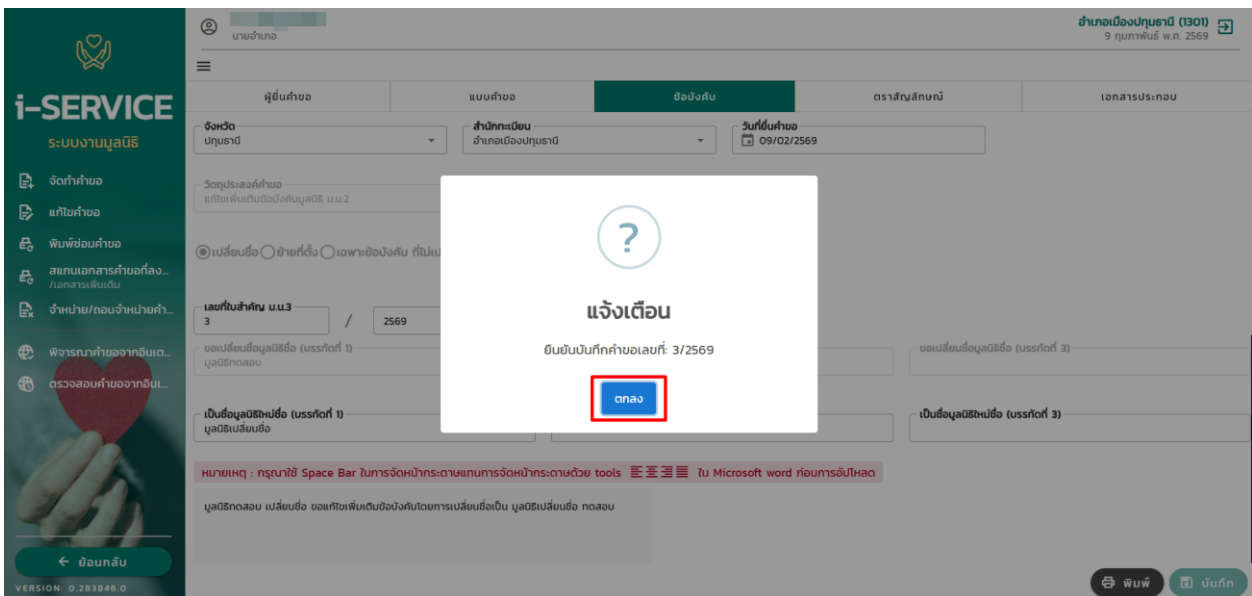 นายอำเภอ
อำเภอเมืองปทุมธานี (1301)
9 กุมภาพันธ์ พ.ศ. 2569
i-SERVICE
ระบบงานมูลนิธิ
จัดทำคำขอ
แก้ไขคำขอ
พิมพ์ซ่อมคำขอ
สแกนเอกสารคำขอที่ลง...
/เอกสารเพิ่มเติม
จำหน่าย/ถอนจำหน่ายคำ...
พิจารณาคำขอจากอินเต...
ตรวจสอบคำขอจากอินเ...
ย้อนกลับ
VERSION: 0.283846.0
ผู้ยื่นคำขอ แบบคำขอ ข้อบังคับ ตราสัญลักษณ์ เอกสารประกอบ
จังหวัด สำนักทะเบียน วันที่ยื่นคำขอ
ปทุมธานี อำเภอเมืองปทุมธานี 09/02/2569
วัตถุประสงค์คำขอ
แก้ไขเพิ่มเติมข้อบังคับมูลนิธิ ม.น.2
เปลี่ยนชื่อ ย้ายที่ตั้ง เฉพาะข้อบังคับ ที่ไม่เป
เลขที่ใบสำคัญ ม.น.3
3 / 2569
ขอเปลี่ยนชื่อมูลนิธิชื่อ (บรรทัดที่ 1) ขอเปลี่ยนชื่อมูลนิธิชื่อ (บรรทัดที่ 3)
มูลนิธิทดสอบ
เป็นชื่อมูลนิธิใหม่ชื่อ (บรรทัดที่ 1) เป็นชื่อมูลนิธิใหม่ชื่อ (บรรทัดที่ 3)
มูลนิธิเปลี่ยนชื่อ
?
แจ้งเตือน
ยืนยันบันทึกคำขอเลขที่: 3/2569
ตกลง
หมายเหตุ : กรุณาใช้ Space Bar ในการจัดหน้ากระดาษแทนการจัดหน้ากระดาษด้วย tools ใน Microsoft word ก่อนการอัปโหลด
มูลนิธิทดสอบ เปลี่ยนชื่อ ขอแก้ไขเพิ่มเติมข้อบังคับโดยการเปลี่ยนชื่อเป็น มูลนิธิเปลี่ยนชื่อ ทดสอบ
พิมพ์ บันทึก